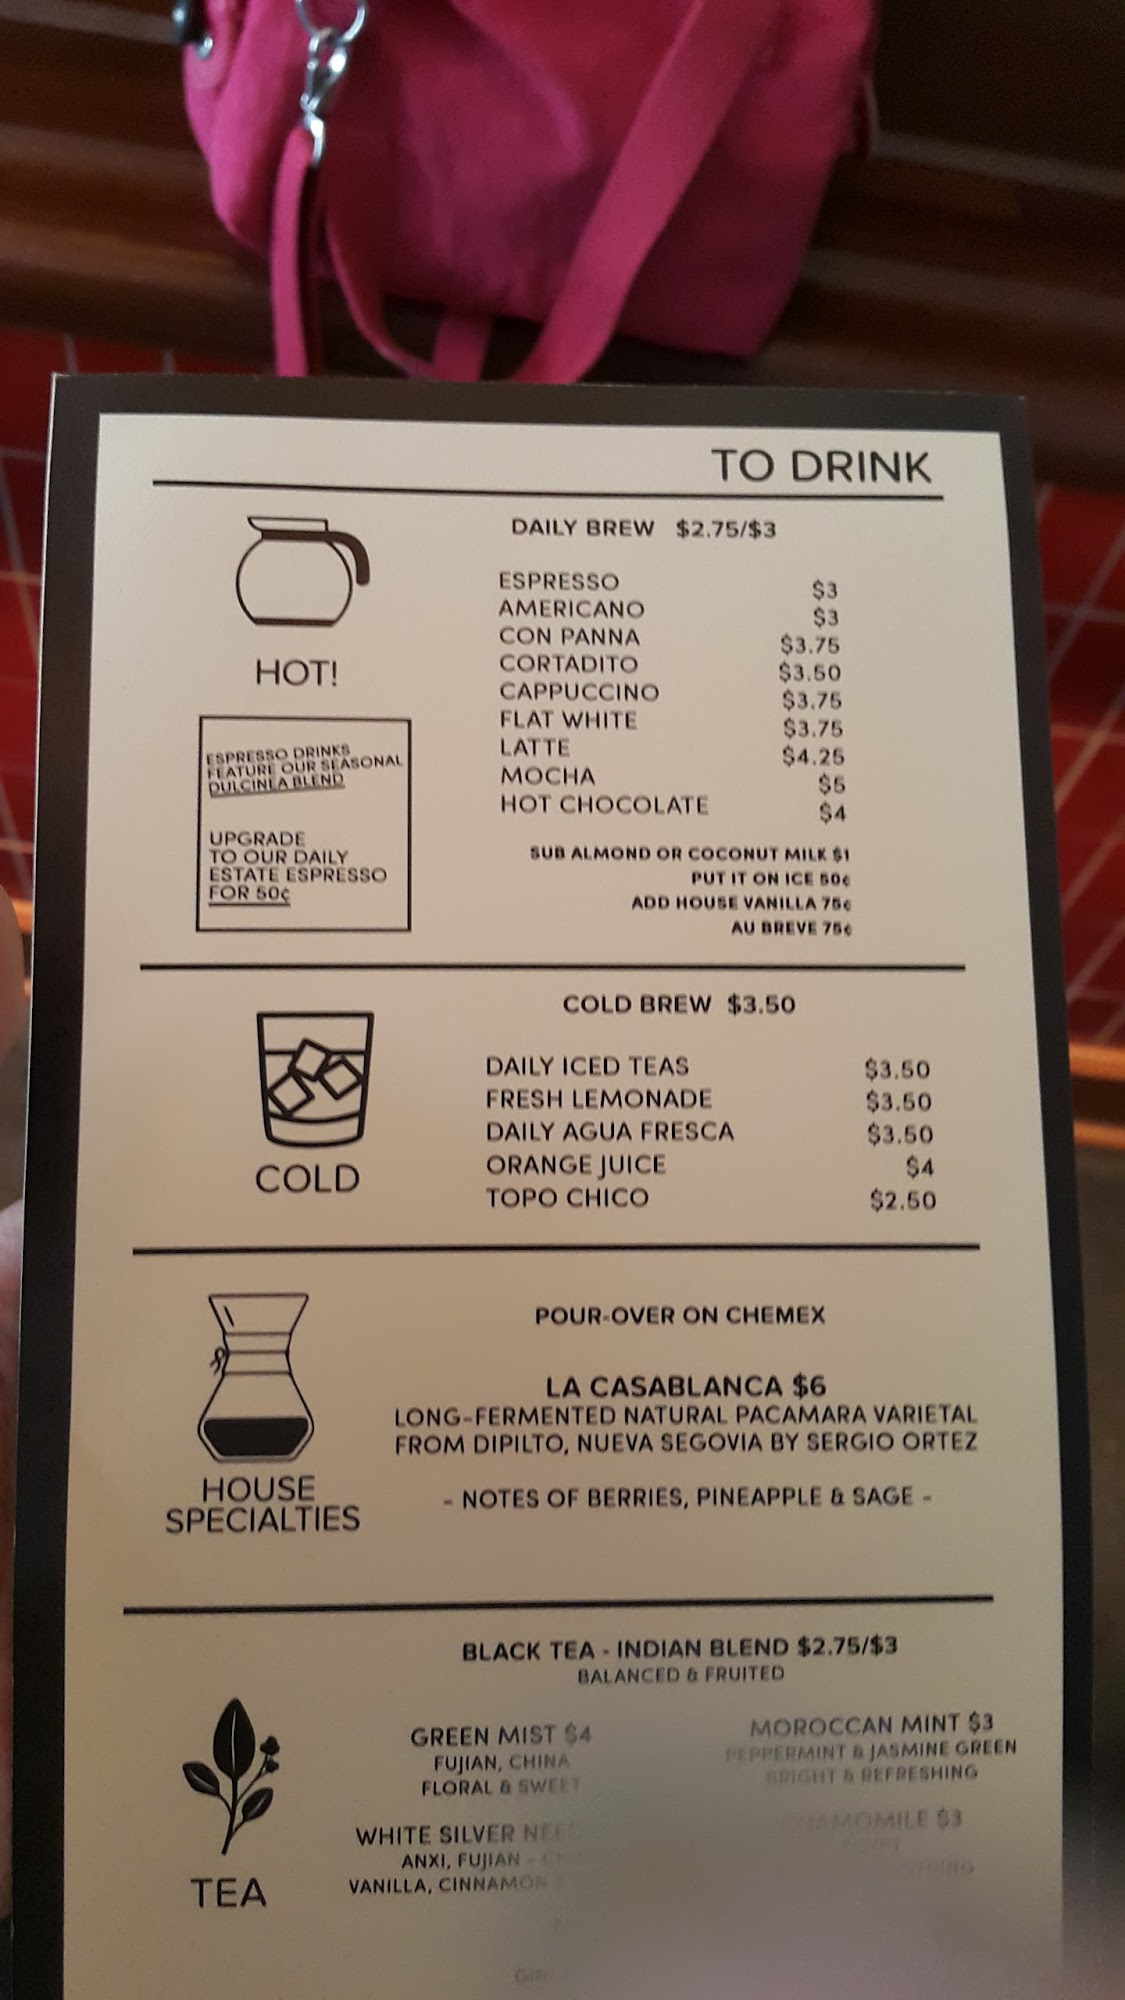 TO DRINK
DAILY BREW $2.75/$3
HOT!
ESPRESSO $3
AMERICANO $3
CON PANNA $3.75
CORTADITO $3.50
CAPPUCCINO $3.75
FLAT WHITE $3.75
LATTE $4.25
MOCHA $5
HOT CHOCOLATE $4
ESPRESSO DRINKS
FEATURE OUR SEASONAL
DULCINEA BLEND
UPGRADE
TO OUR DAILY
ESTATE ESPRESSO
FOR 50¢
SUB ALMOND OR COCONUT MILK $1
PUT IT ON ICE 50¢
ADD HOUSE VANILLA 75¢
AU BREVE 75¢
COLD BREW $3.50
COLD
DAILY ICED TEAS $3.50
FRESH LEMONADE $3.50
DAILY AGUA FRESCA $3.50
ORANGE JUICE $4
TOPO CHICO $2.50
POUR-OVER ON CHEMEX
HOUSE
SPECIALTIES
LA CASABLANCA $6
LONG-FERMENTED NATURAL PACAMARA VARIETAL
FROM DIPILTO, NUEVA SEGOVIA BY SERGIO ORTEZ
- NOTES OF BERRIES, PINEAPPLE & SAGE -
BLACK TEA - INDIAN BLEND $2.75/$3
BALANCED & FRUITED
TEA
GREEN MIST $4
FUJIAN, CHINA
FLORAL & SWEET
WHITE SILVER
ANXI, FUJIAN -
VANILLA, CINNAMON
MOROCCAN MINT $3
PEPPERMINT & JASMINE GREEN
BRIGHT & REFRESHING
CHAMOMILE $3